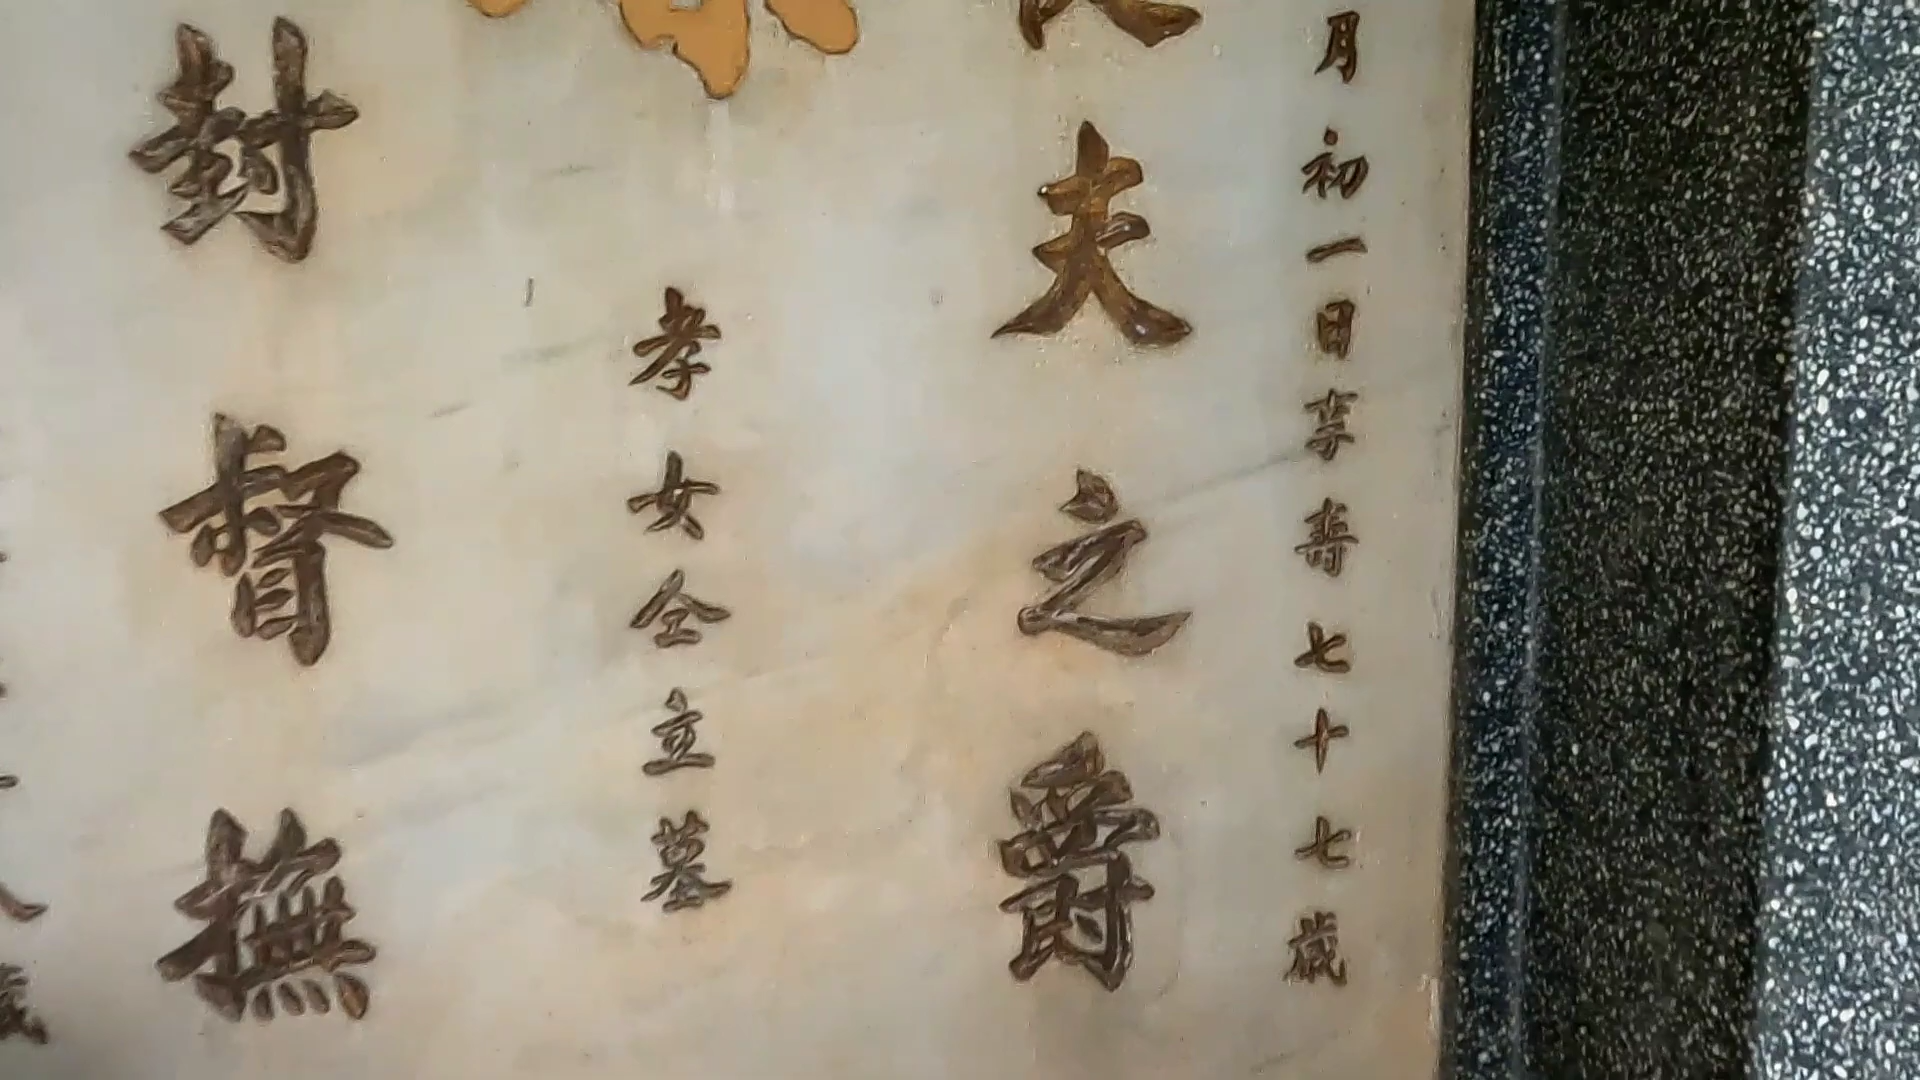 月初一日享壽七十七歲
夫之爵
孝女仝立墓
封督撫
歲